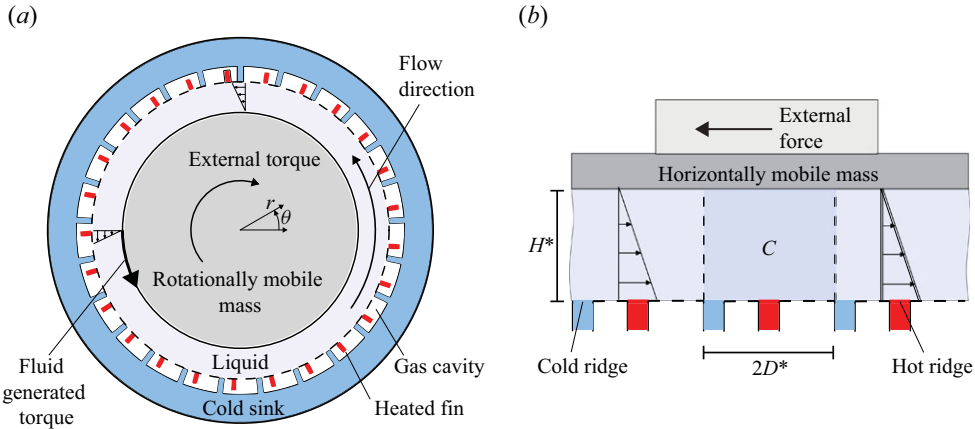 (a)
Flow
direction
External torque
r
θ
Rotationally mobile
mass
Fluid
generated
torque
Liquid
Cold sink
Gas cavity
Heated fin
(b)
External
force
Horizontally mobile mass
H*
C
Cold ridge
2D*
Hot ridge